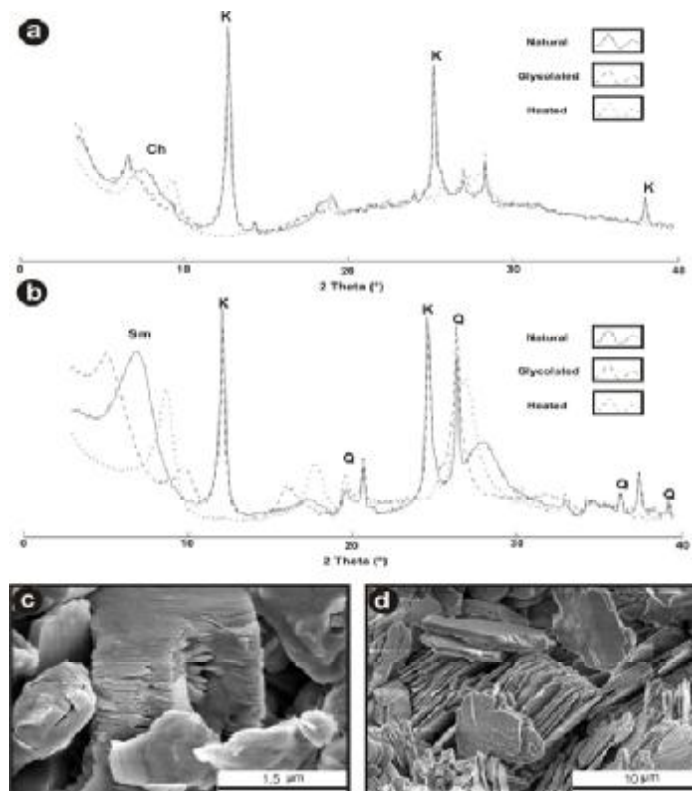 a
K
Natural
K
Glycolated
Heated
Ch
K
0 10 20 30 40
2 Theta (°)
b
K K
Q
Sm
Natural
Glycolated
Heated
Q
Q
Q
0 10 20 30 40
2 Theta (°)
c
1.5 µm
d
10 µm